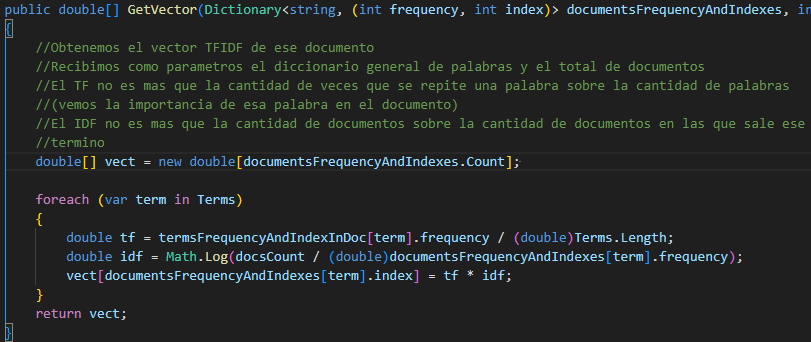 public double[] GetVector(Dictionary<string, (int frequency, int index)> documentsFrequencyAndIndexes, in
{
//Obtenemos el vector TFIDF de ese documento
//Recibimos como parametros el diccionario general de palabras y el total de documentos
//El TF no es mas que la cantidad de veces que se repite una palabra sobre la cantidad de palabras
//(vemos la importancia de esa palabra en el documento)
//El IDF no es mas que la cantidad de documentos sobre la cantidad de documentos en las que sale ese
//termino
double[] vect = new double[documentsFrequencyAndIndexes.Count];
foreach (var term in Terms)
{
double tf = termsFrequencyAndIndexInDoc[term].frequency / (double)Terms.Length;
double idf = Math.Log(docsCount / (double)documentsFrequencyAndIndexes[term].frequency);
vect[documentsFrequencyAndIndexes[term].index] = tf * idf;
}
return vect;
}